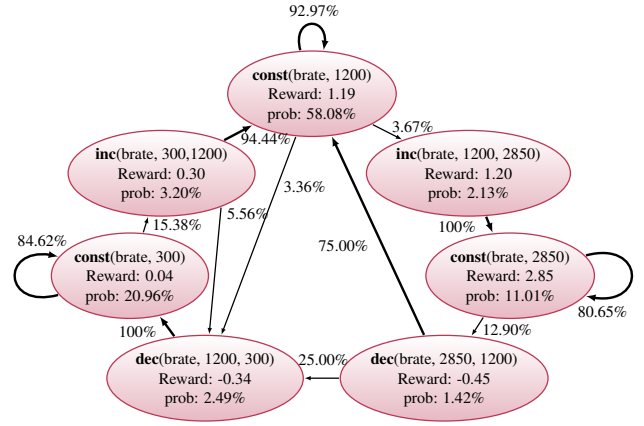 92.97%
const(brate, 1200)
Reward: 1.19
prob: 58.08%
94.44%
3.67%
inc(brate, 300,1200)
Reward: 0.30
prob: 3.20%
inc(brate, 1200, 2850)
Reward: 1.20
prob: 2.13%
15.38%
5.56%
3.36%
75.00%
100%
84.62%
const(brate, 300)
Reward: 0.04
prob: 20.96%
const(brate, 2850)
Reward: 2.85
prob: 11.01%
80.65%
100%
12.90%
dec(brate, 1200, 300)
Reward: -0.34
prob: 2.49%
25.00%
dec(brate, 2850, 1200)
Reward: -0.45
prob: 1.42%